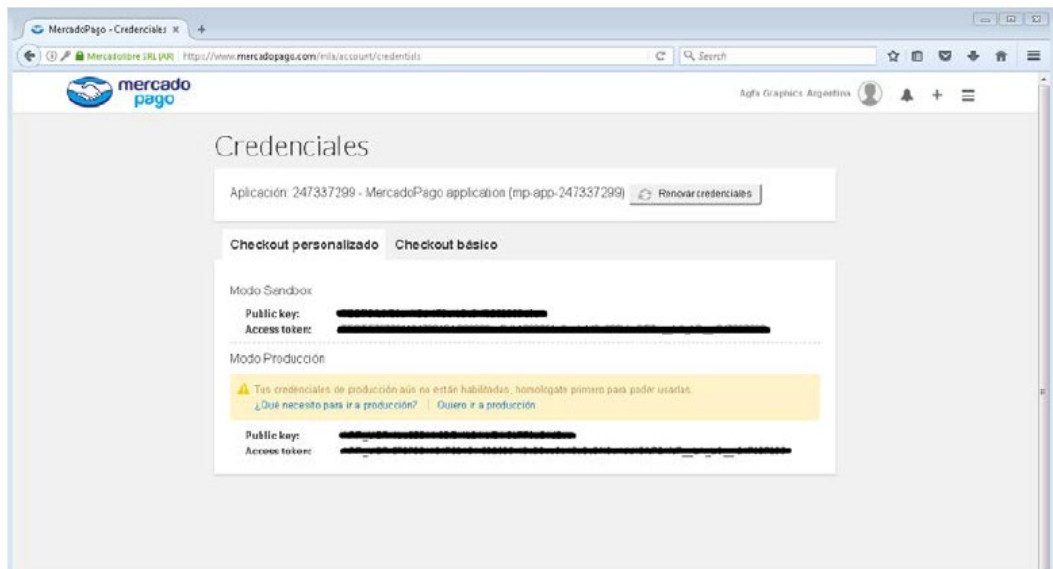 MercadoPago - Credenciales
Mercadolibre SRL (AR) https://www.mercadopago.com/mla/account/credentials
Search
mercado
pago
Agfa Graphics Argentina
Credenciales
Aplicación: 247337299 - MercadoPago application (mp-app-247337299) Renovar credenciales
Checkout personalizado Checkout básico
Modo Sandbox
Public key:
Access token:
Modo Producción
Tus credenciales de producción aún no están habilitadas, homologate primero para poder usarlas.
¿Qué necesito para ir a producción? | Quiero ir a producción
Public key:
Access token: